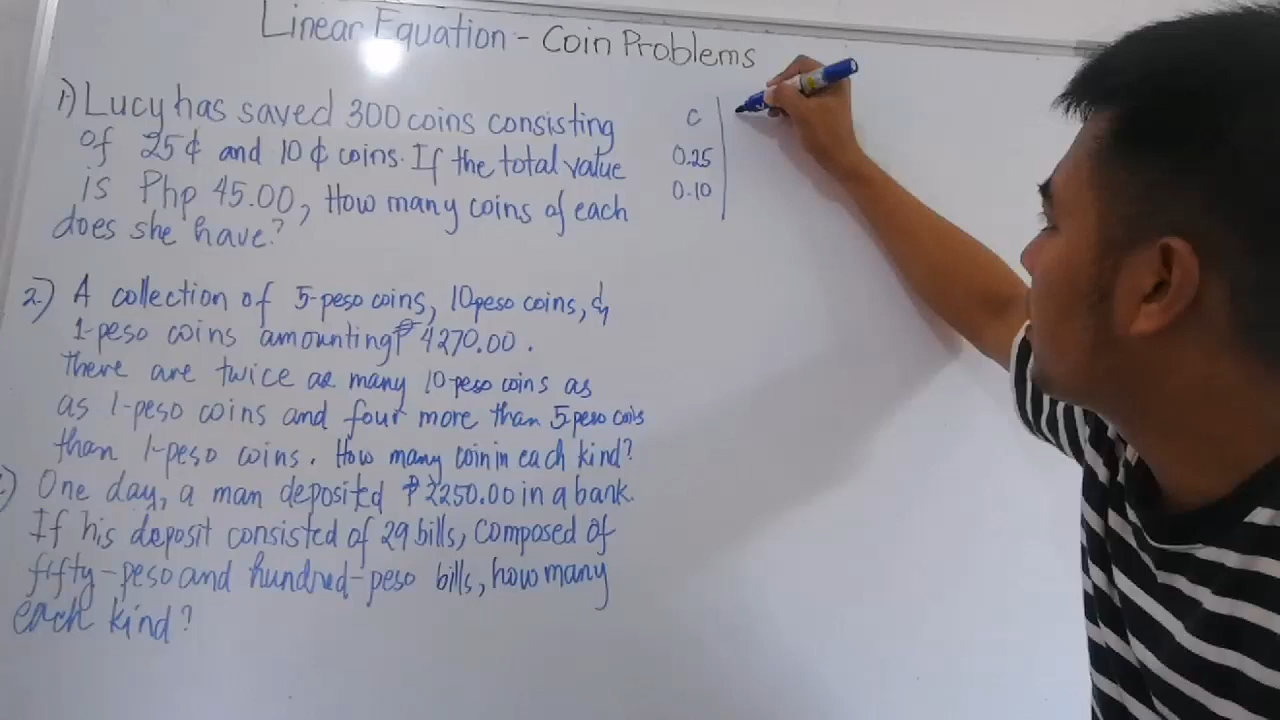 Linear Equation - Coin Problems
1.) Lucy has saved 300 coins consisting
of 25¢ and 10¢ coins. If the total value
is Php 45.00, How many coins of each
does she have?
C
0.25
0.10
2.) A collection of 5-peso coins, 10peso coins, &
1-peso coins amounting ₱4270.00.
there are twice as many 10-peso coins as
as 1-peso coins and four more than 5peso coins
than 1-peso coins. How many coin in each kind?
) One day, a man deposited ₱2250.00 in a bank.
If his deposit consisted of 29 bills, composed of
fifty-peso and hundred-peso bills, how many
each kind?